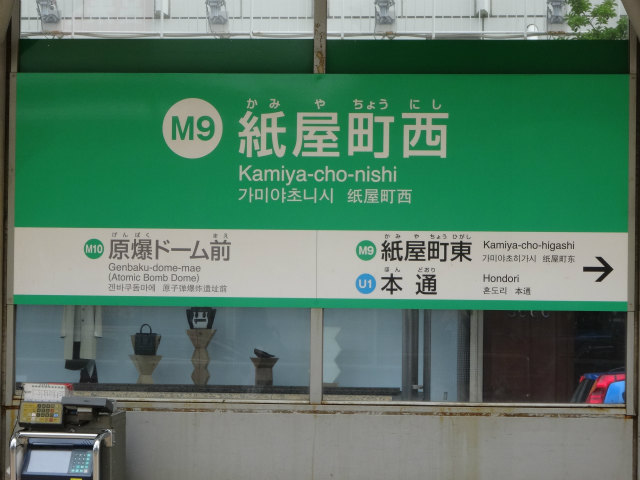 かみ や ちょう にし
M9 紙屋町西
Kamiya-cho-nishi
가미야초니시 纸屋町西
げんばく まえ
M10 原爆ドーム前
Genbaku-dome-mae
(Atomic Bomb Dome)
겐바쿠돔마에 原子弹爆炸遗址前
かみ や ちょう ひがし
M9 紙屋町東 Kamiya-cho-higashi
가미야초히가시 纸屋町东
ほん どおり
U1 本通 Hondori
혼도리 本通